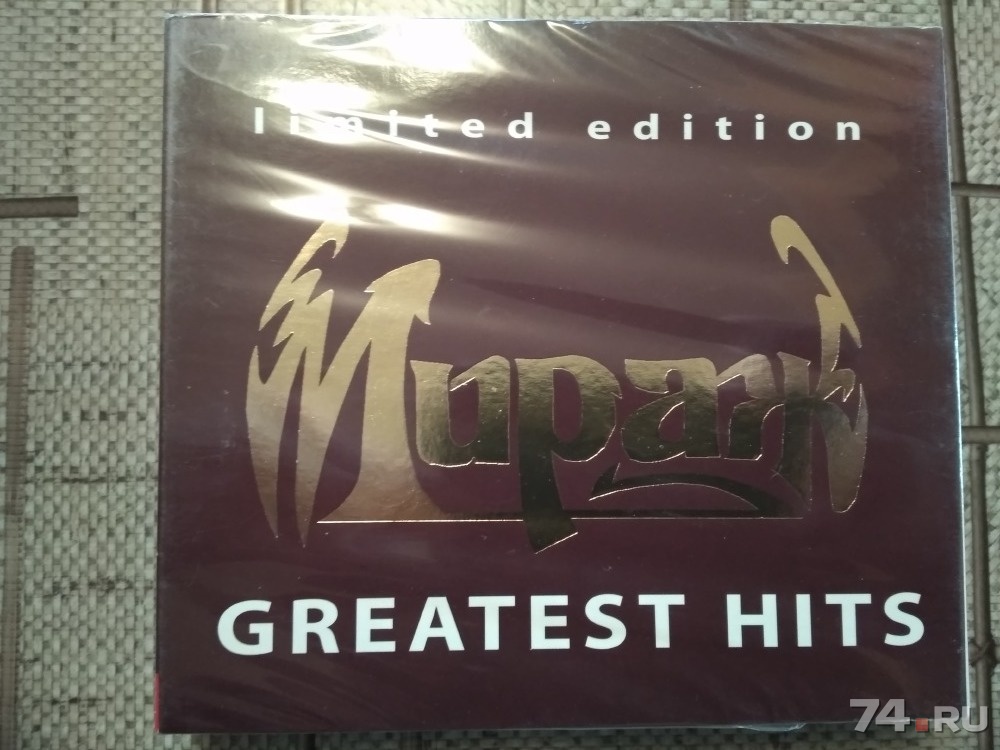 limited edition
Мираж
GREATEST HITS
74.RU